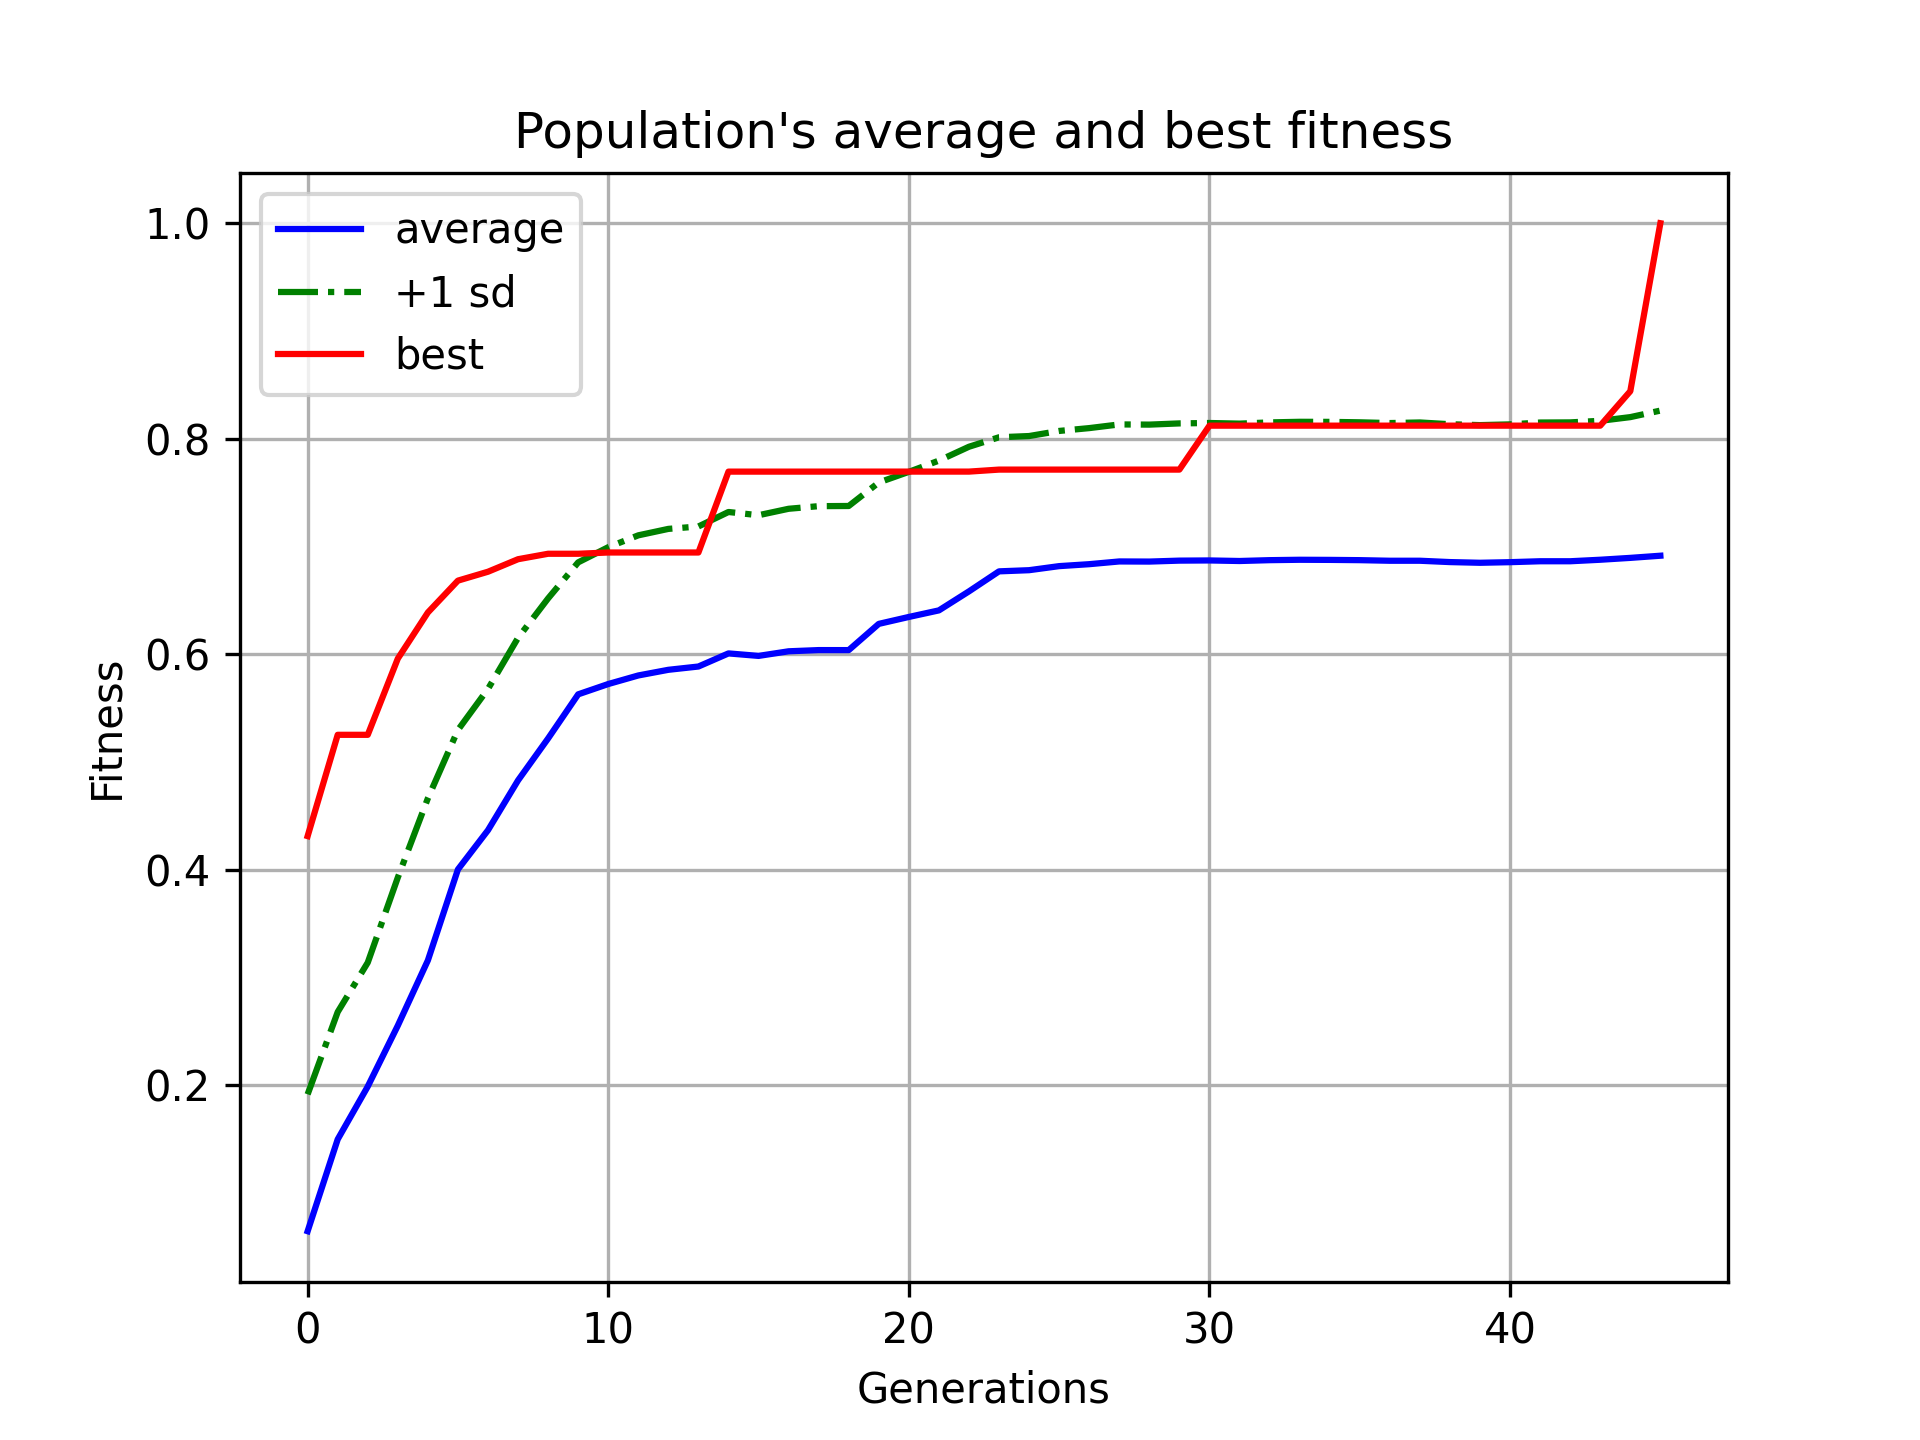 Population's average and best fitness
average
+1 sd
best
1.0
0.8
0.6
0.4
0.2
Fitness
0 10 20 30 40
Generations